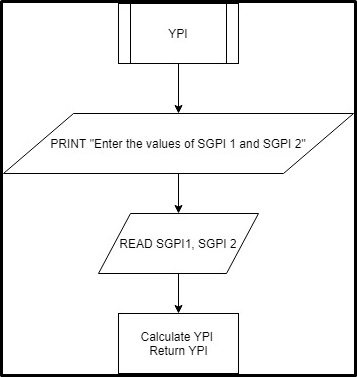 YPI
PRINT "Enter the values of SGPI 1 and SGPI 2"
READ SGPI1, SGPI 2
Calculate YPI
Return YPI